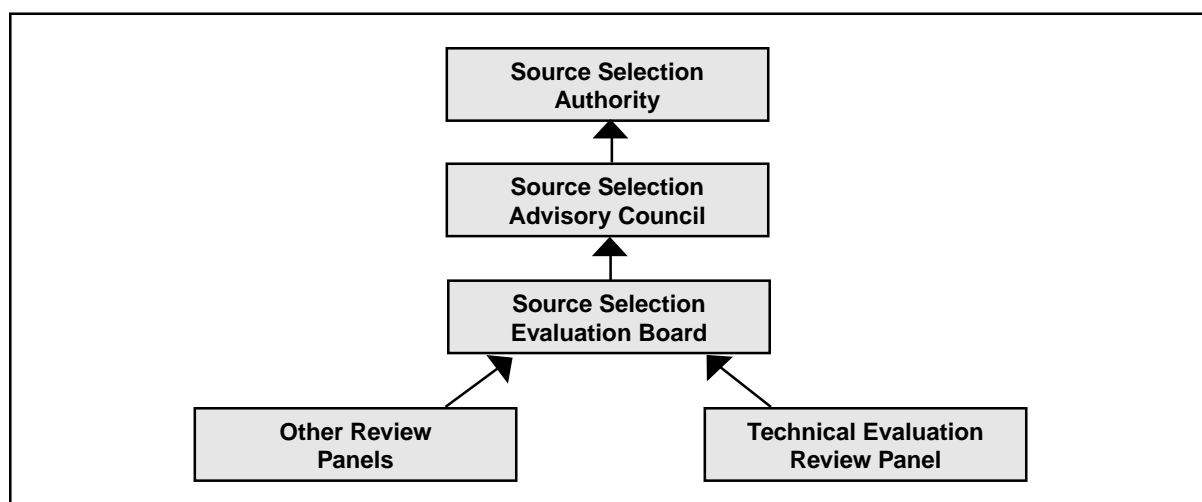 Source Selection
Authority
Source Selection
Advisory Council
Source Selection
Evaluation Board
Other Review
Panels
Technical Evaluation
Review Panel